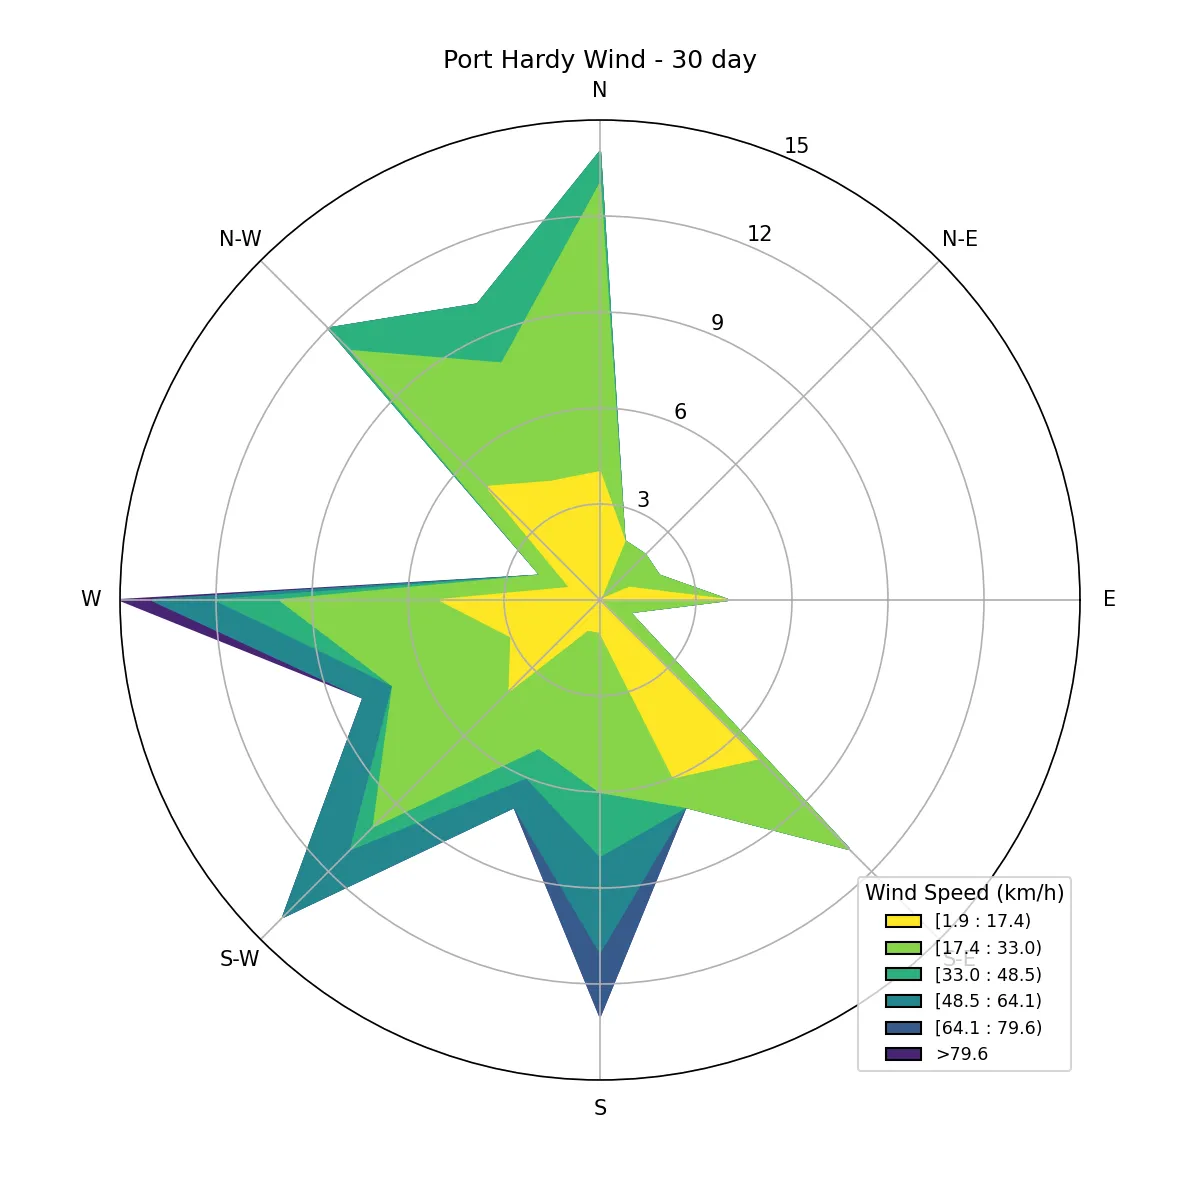 Port Hardy Wind - 30 day
N
15
N-W
12
N-E
9
6
3
W
E
Wind Speed (km/h)
[1.9 : 17.4)
[17.4 : 33.0)
S-W
S-E
[33.0 : 48.5)
[48.5 : 64.1)
[64.1 : 79.6)
>79.6
S